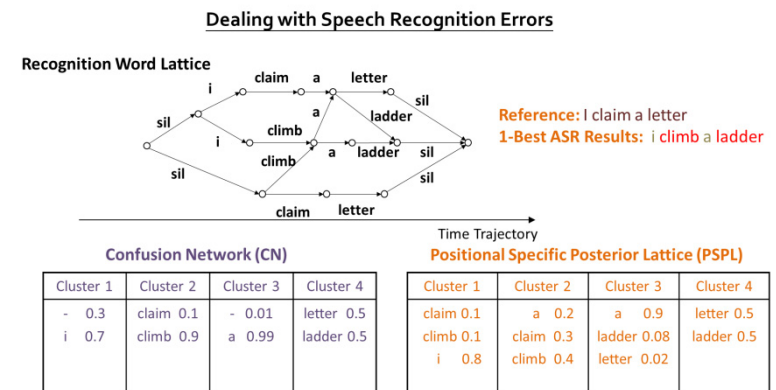 Dealing with Speech Recognition Errors
Recognition Word Lattice
claim a letter
i
sil
a
ladder
sil
climb
i
a ladder sil
climb
sil
sil
claim letter
Reference: I claim a letter
1-Best ASR Results: i climb a ladder
Time Trajectory
Confusion Network (CN)
Cluster 1 Cluster 2 Cluster 3 Cluster 4
- 0.3 claim 0.1 - 0.01 letter 0.5
i 0.7 climb 0.9 a 0.99 ladder 0.5
Positional Specific Posterior Lattice (PSPL)
Cluster 1 Cluster 2 Cluster 3 Cluster 4
claim 0.1 a 0.2 a 0.9 letter 0.5
climb 0.1 claim 0.3 ladder 0.08 ladder 0.5
i 0.8 climb 0.4 letter 0.02